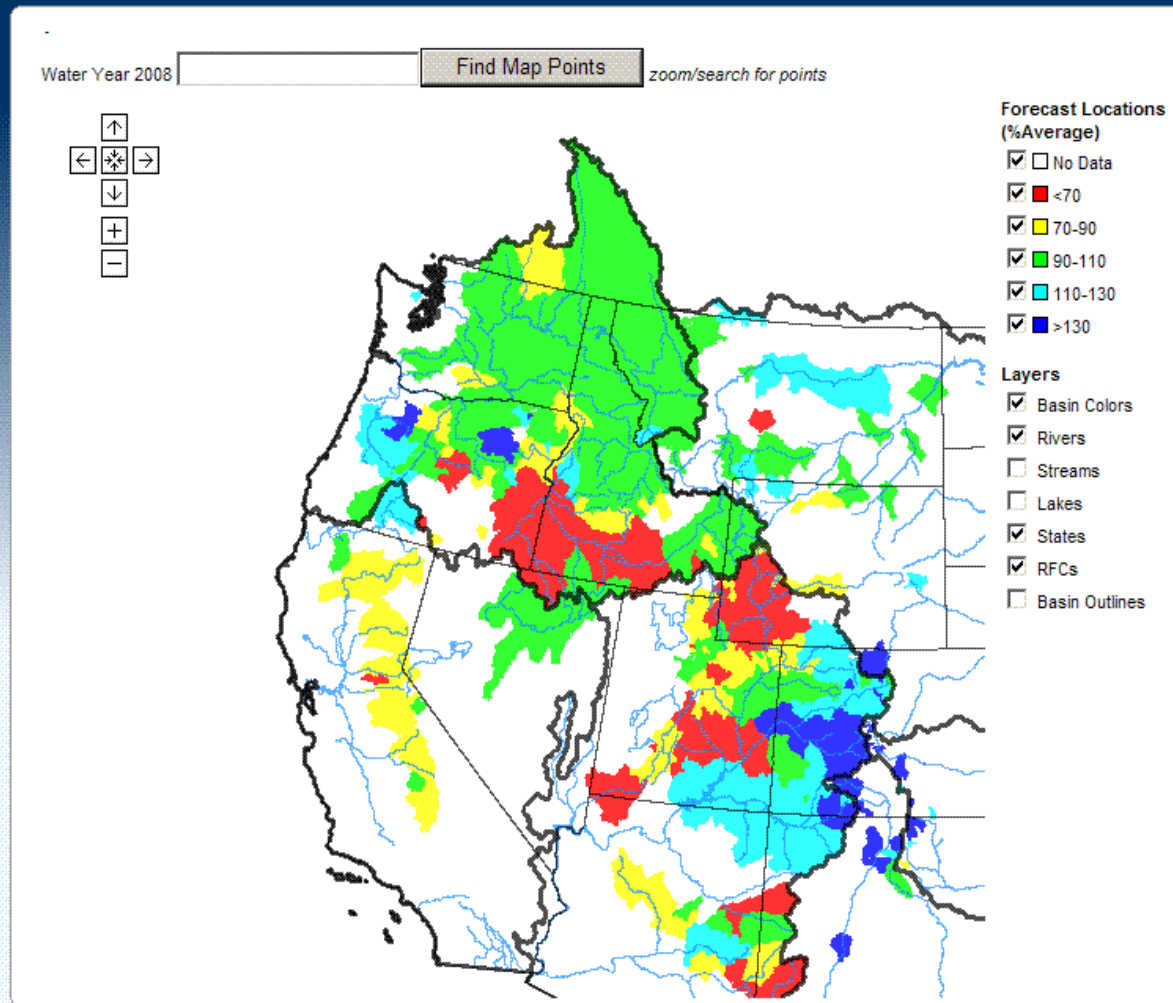 -
Water Year 2008 Find Map Points zoom/search for points
Forecast Locations
(%Average)
No Data
<70
70-90
90-110
110-130
>130
Layers
Basin Colors
Rivers
Streams
Lakes
States
RFCs
Basin Outlines